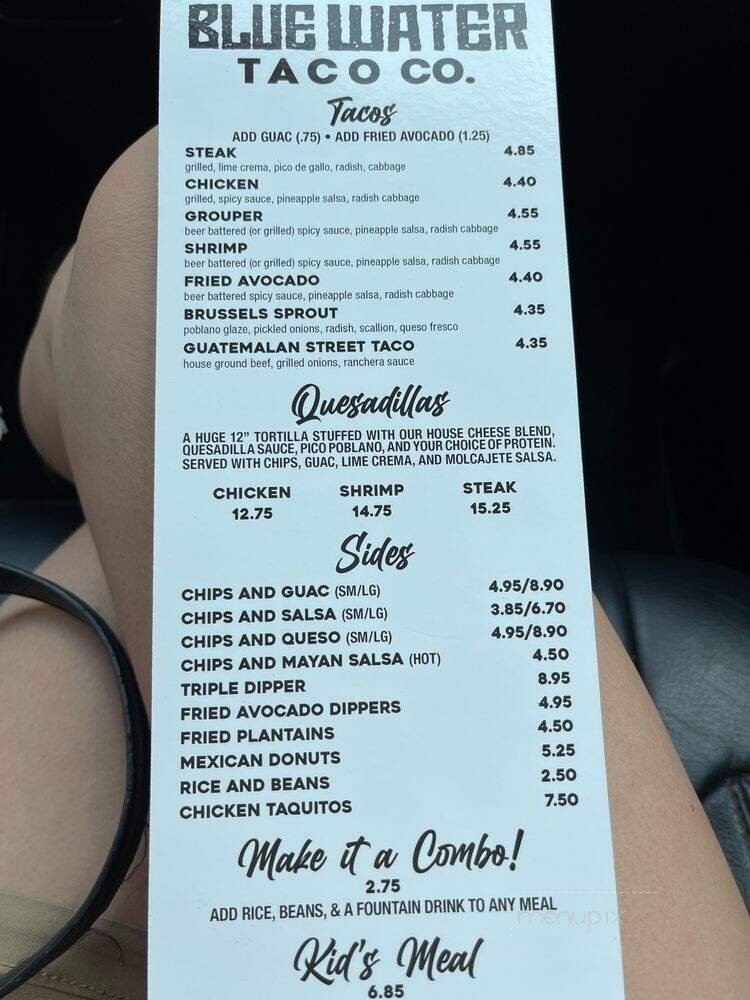 BLUE WATER
TACO CO.
Tacos
ADD GUAC (.75) • ADD FRIED AVOCADO (1.25)
STEAK 4.85
grilled, lime crema, pico de gallo, radish, cabbage
CHICKEN 4.40
grilled, spicy sauce, pineapple salsa, radish cabbage
GROUPER 4.55
beer battered (or grilled) spicy sauce, pineapple salsa, radish cabbage
SHRIMP 4.55
beer battered (or grilled) spicy sauce, pineapple salsa, radish cabbage
FRIED AVOCADO 4.40
beer battered spicy sauce, pineapple salsa, radish cabbage
BRUSSELS SPROUT 4.35
poblano glaze, pickled onions, radish, scallion, queso fresco
GUATEMALAN STREET TACO 4.35
house ground beef, grilled onions, ranchera sauce
Quesadillas
A HUGE 12" TORTILLA STUFFED WITH OUR HOUSE CHEESE BLEND,
QUESADILLA SAUCE, PICO POBLANO, AND YOUR CHOICE OF PROTEIN.
SERVED WITH CHIPS, GUAC, LIME CREMA, AND MOLCAJETE SALSA.
CHICKEN SHRIMP STEAK
12.75 14.75 15.25
Sides
CHIPS AND GUAC (SM/LG) 4.95/8.90
CHIPS AND SALSA (SM/LG) 3.85/6.70
CHIPS AND QUESO (SM/LG) 4.95/8.90
CHIPS AND MAYAN SALSA (HOT) 4.50
TRIPLE DIPPER 8.95
FRIED AVOCADO DIPPERS 4.95
FRIED PLANTAINS 4.50
MEXICAN DONUTS 5.25
RICE AND BEANS 2.50
CHICKEN TAQUITOS 7.50
Make it a Combo!
2.75
ADD RICE, BEANS, & A FOUNTAIN DRINK TO ANY MEAL
menupix
Kid's Meal
6.85